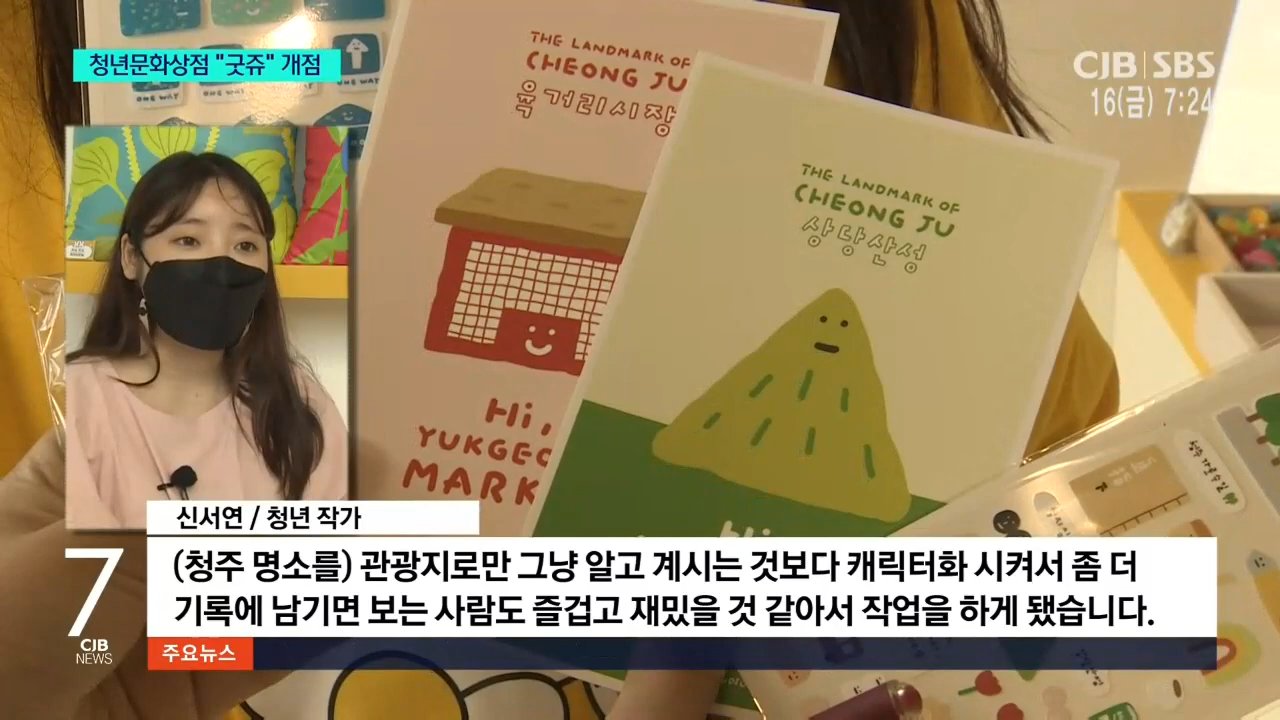 청년문화상점 "굿쥬" 개점
CJB SBS
16(금) 7:24
ONE WAY
ONE WAY
THE LANDMARK OF
CHEONG JU
육거리시장
Hi,
YUKGEO
MARK
THE LANDMARK OF
CHEONG JU
상당산성
Hi
신서연 / 청년 작가
(청주 명소를) 관광지로만 그냥 알고 계시는 것보다 캐릭터화 시켜서 좀 더
기록에 남기면 보는 사람도 즐겁고 재밌을 것 같아서 작업을 하게 됐습니다.
7
CJB
NEWS
주요뉴스